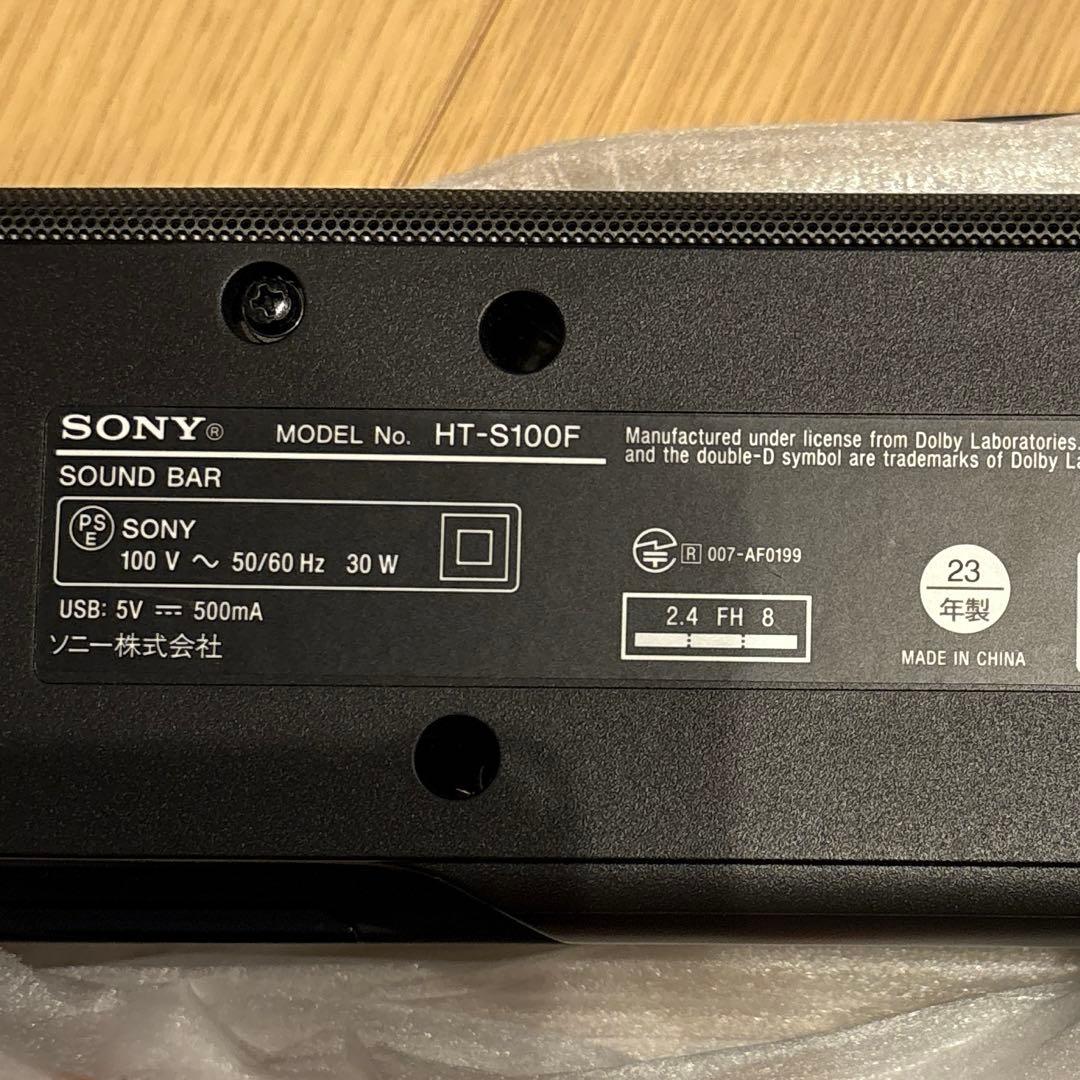 SONY® MODEL No. HT-S100F
SOUND BAR
PSE SONY
100 V ～ 50/60 Hz 30 W
USB: 5V ⎓ 500mA
ソニー株式会社
Manufactured under license from Dolby Laboratories
and the double-D symbol are trademarks of Dolby
R 007-AF0199
2.4 FH 8
23
年製
MADE IN CHINA